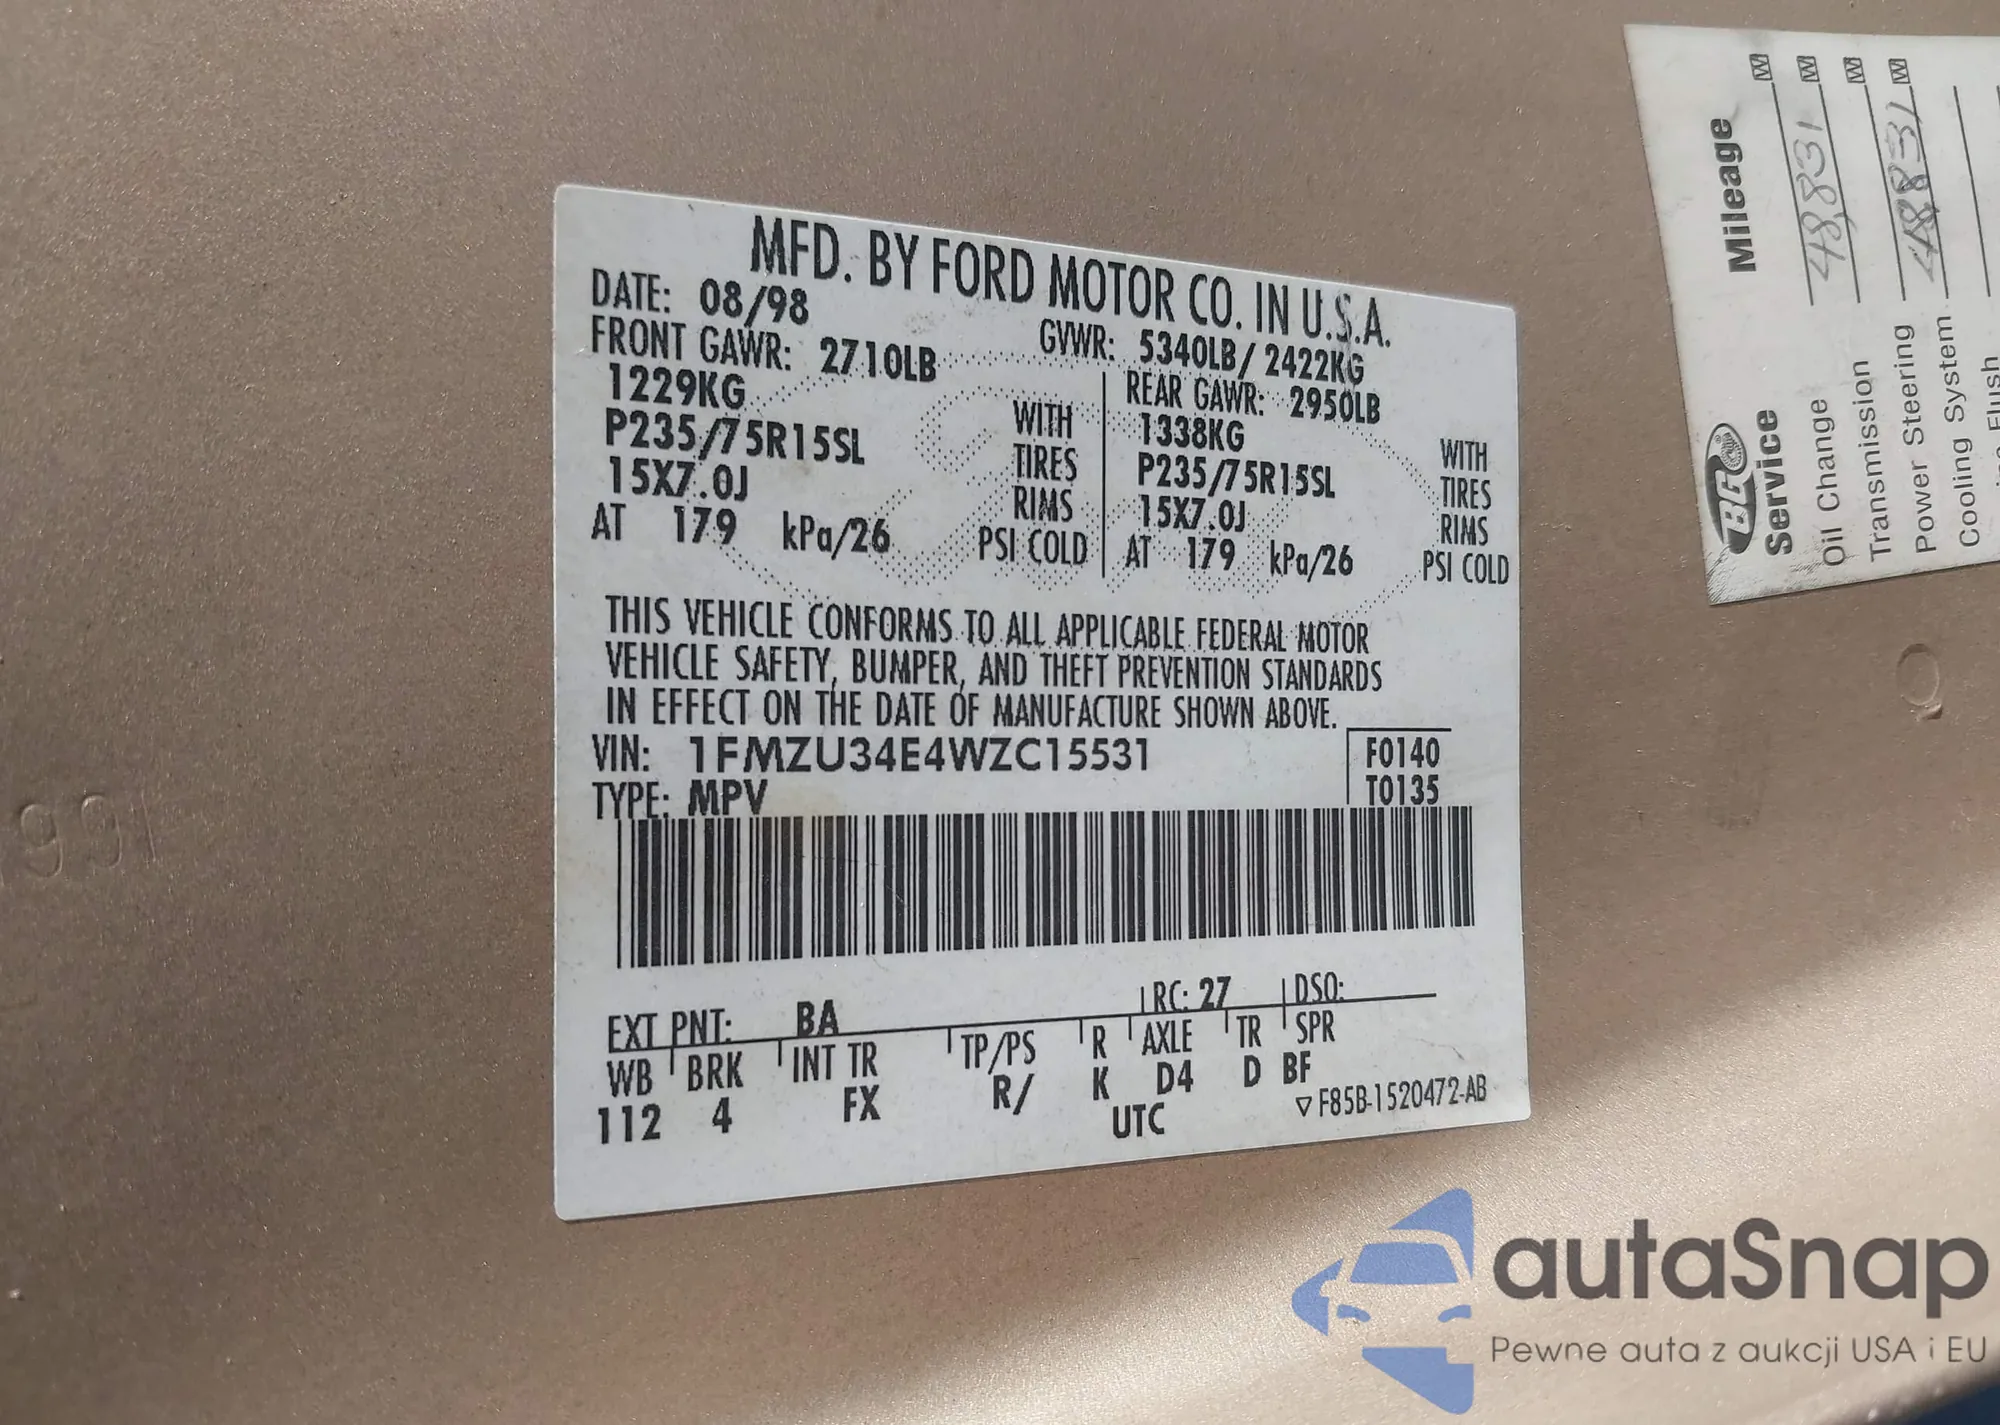 MFD. BY FORD MOTOR CO. IN U.S.A.
DATE: 08/98
GVWR: 5340LB/ 2422KG
FRONT GAWR: 2710LB
1229KG
P235/75R15SL
15X7.0J
AT 179 kPa/26
WITH
TIRES
RIMS
PSI COLD
REAR GAWR: 2950LB
1338KG
P235/75R15SL
15X7.0J
AT 179 kPa/26
WITH
TIRES
RIMS
PSI COLD
THIS VEHICLE CONFORMS TO ALL APPLICABLE FEDERAL MOTOR
VEHICLE SAFETY, BUMPER, AND THEFT PREVENTION STANDARDS
IN EFFECT ON THE DATE OF MANUFACTURE SHOWN ABOVE.
VIN: 1FMZU34E4WZC15531
F0140
TYPE: MPV
T0135
EXT PNT: BA
RC: 27
DSO:
WB BRK INT TR TP/PS R AXLE TR SPR
112 4 FX R/ K D4 D BF
UTC
▽F85B-1520472-AB
BG
Service Mileage
Oil Change 48,831 W
Transmission W
Power Steering 48,831 W
Cooling System W
Flush
autaSnap
Pewne auta z aukcji USA i EU